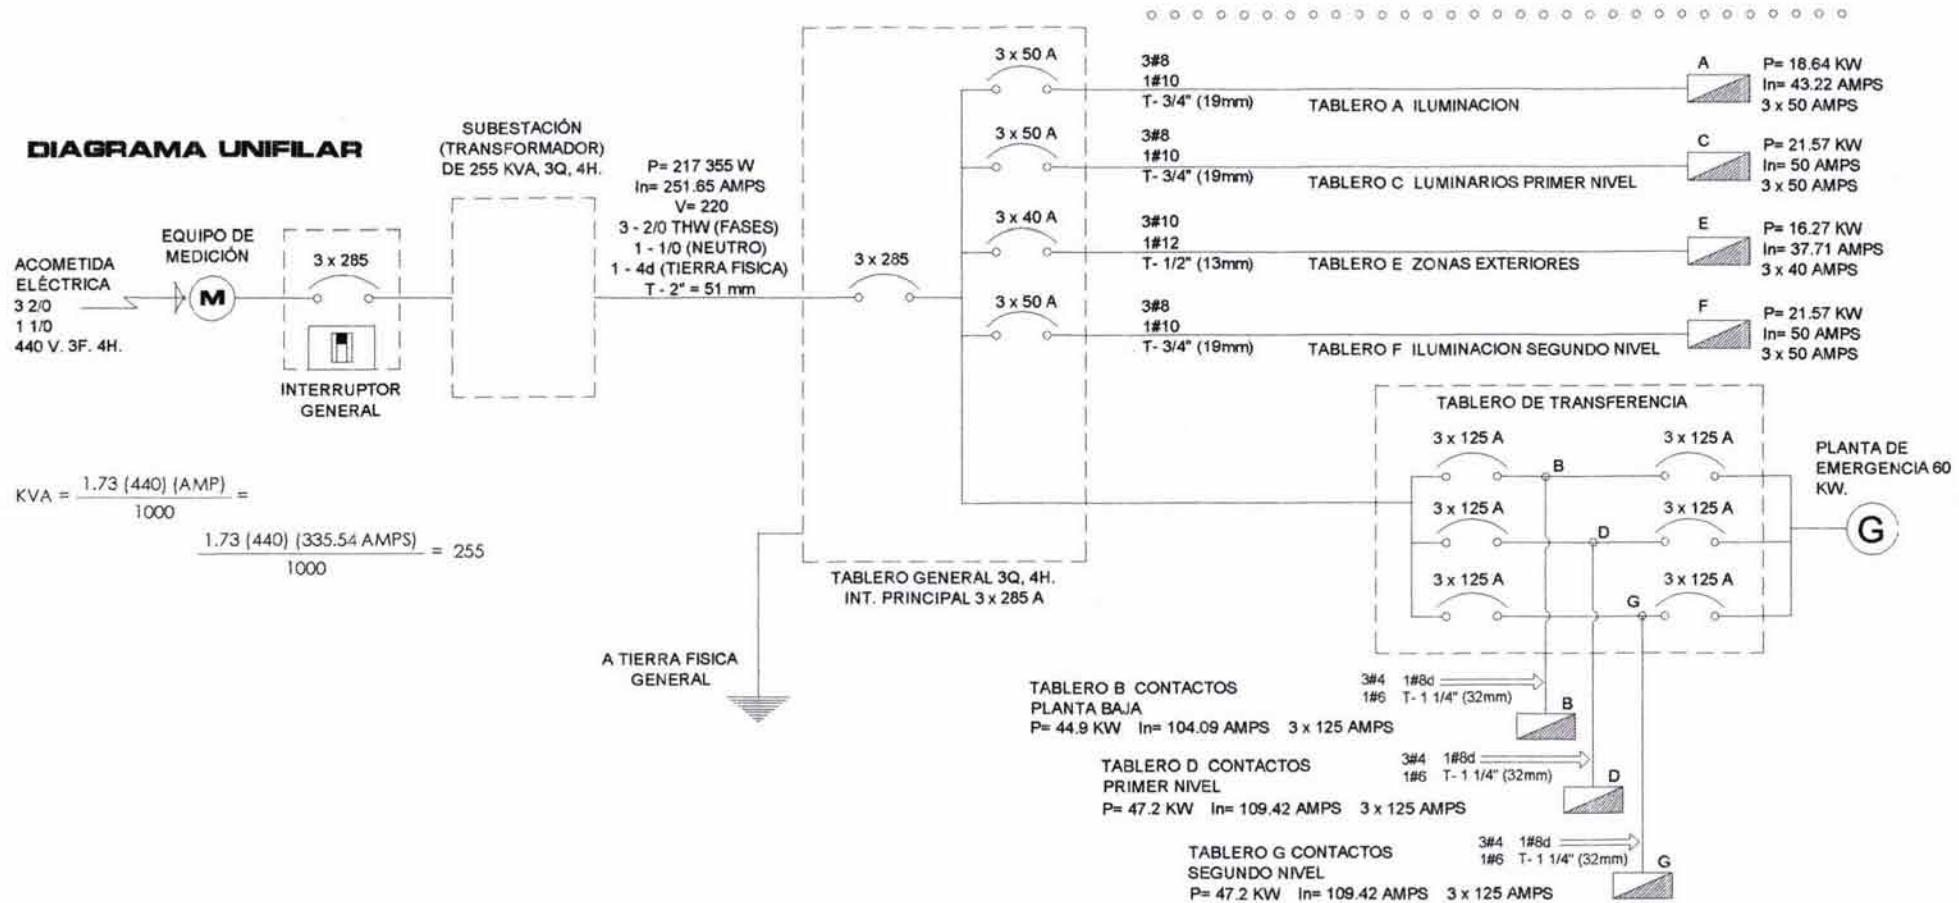 DIAGRAMA UNIFILAR
ACOMETIDA
ELÉCTRICA
3 2/0
1 1/0
440 V. 3F. 4H.
EQUIPO DE
MEDICIÓN
M
3 x 285
INTERRUPTOR
GENERAL
SUBESTACIÓN
(TRANSFORMADOR)
DE 255 KVA, 3Q, 4H.
P= 217 355 W
In= 251.65 AMPS
V= 220
3 - 2/0 THW (FASES)
1 - 1/0 (NEUTRO)
1 - 4d (TIERRA FISICA)
T - 2" = 51 mm
3 x 285
3 x 50 A
3#8
1#10
T- 3/4" (19mm)
TABLERO A ILUMINACION
A
P= 18.64 KW
In= 43.22 AMPS
3 x 50 AMPS
3 x 50 A
3#8
1#10
T- 3/4" (19mm)
TABLERO C LUMINARIOS PRIMER NIVEL
C
P= 21.57 KW
In= 50 AMPS
3 x 50 AMPS
3 x 40 A
3#10
1#12
T- 1/2" (13mm)
TABLERO E ZONAS EXTERIORES
E
P= 16.27 KW
In= 37.71 AMPS
3 x 40 AMPS
3 x 50 A
3#8
1#10
T- 3/4" (19mm)
TABLERO F ILUMINACION SEGUNDO NIVEL
F
P= 21.57 KW
In= 50 AMPS
3 x 50 AMPS
TABLERO DE TRANSFERENCIA
3 x 125 A
3 x 125 A
B
3 x 125 A
3 x 125 A
D
3 x 125 A
3 x 125 A
G
PLANTA DE
EMERGENCIA 60
KW.
G
KVA = 1.73 (440) (AMP) =
1000
1.73 (440) (335.54 AMPS) = 255
1000
TABLERO GENERAL 3Q, 4H.
INT. PRINCIPAL 3 x 285 A
A TIERRA FISICA
GENERAL
TABLERO B CONTACTOS
PLANTA BAJA
P= 44.9 KW In= 104.09 AMPS 3 x 125 AMPS
3#4 1#8d
1#6 T- 1 1/4" (32mm)
B
TABLERO D CONTACTOS
PRIMER NIVEL
P= 47.2 KW In= 109.42 AMPS 3 x 125 AMPS
3#4 1#8d
1#6 T- 1 1/4" (32mm)
D
TABLERO G CONTACTOS
SEGUNDO NIVEL
P= 47.2 KW In= 109.42 AMPS 3 x 125 AMPS
3#4 1#8d
1#6 T- 1 1/4" (32mm)
G